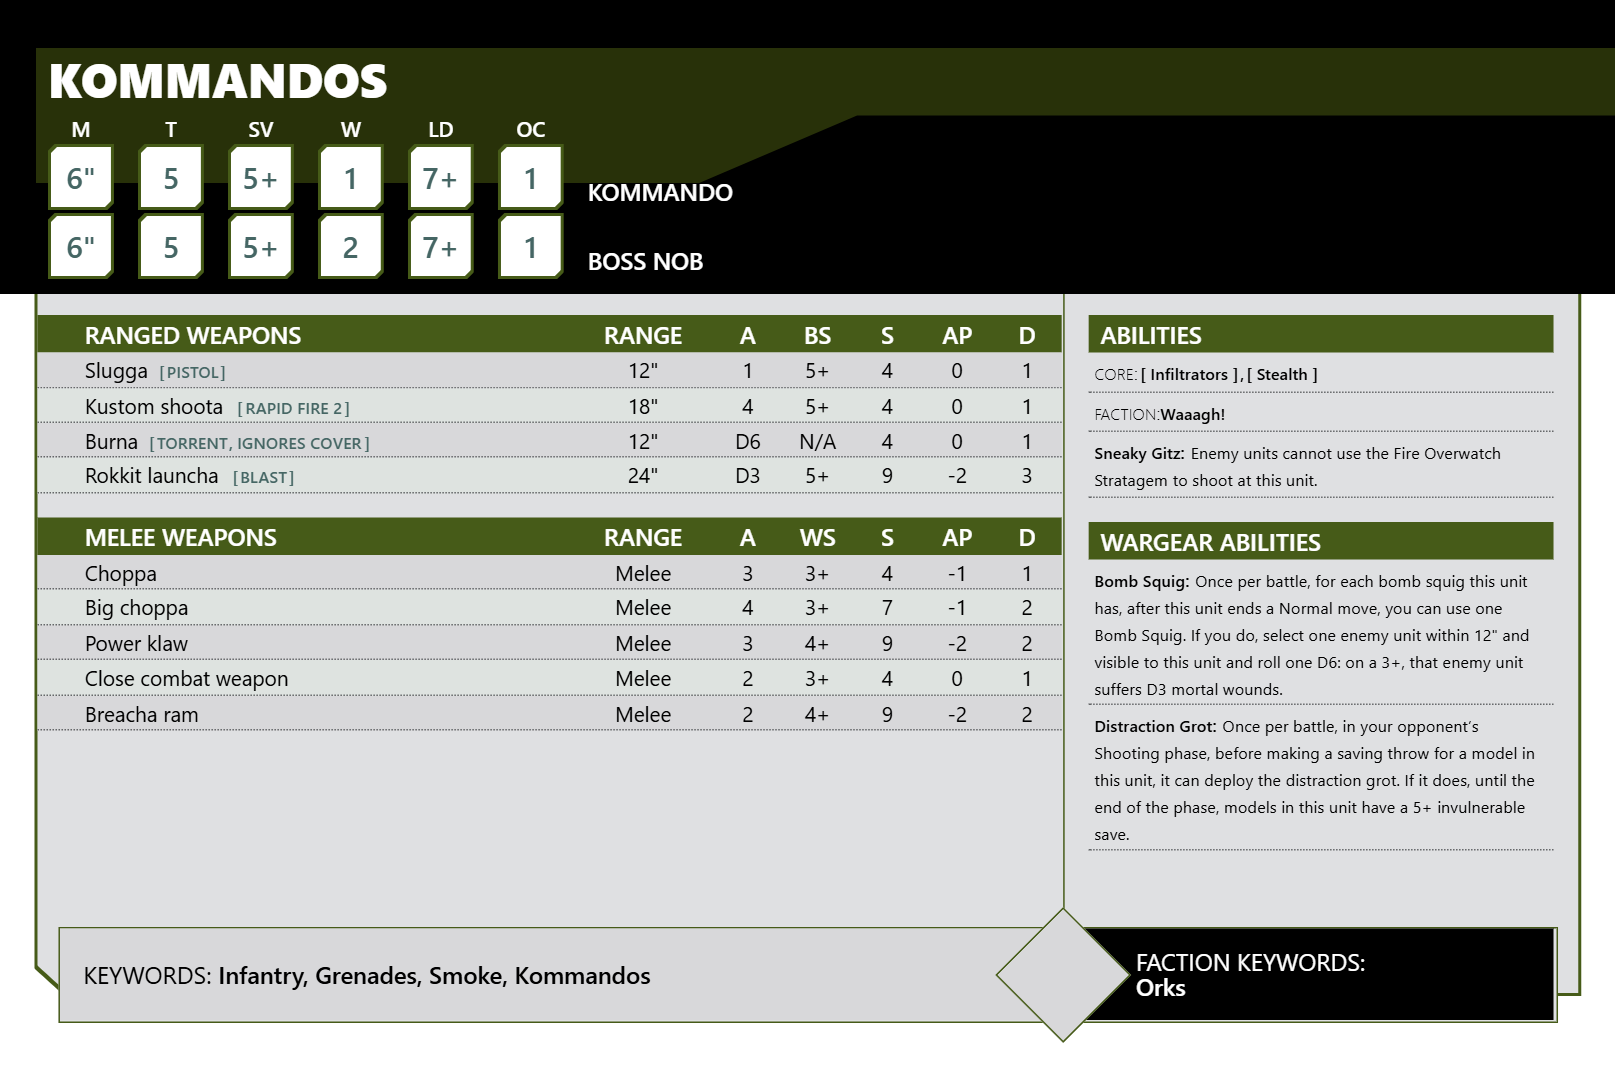 KOMMANDOS
M T SV W LD OC
6" 5 5+ 1 7+ 1 KOMMANDO
6" 5 5+ 2 7+ 1 BOSS NOB
RANGED WEAPONS RANGE A BS S AP D
Slugga [PISTOL] 12" 1 5+ 4 0 1
Kustom shoota [RAPID FIRE 2] 18" 4 5+ 4 0 1
Burna [TORRENT, IGNORES COVER] 12" D6 N/A 4 0 1
Rokkit launcha [BLAST] 24" D3 5+ 9 -2 3
MELEE WEAPONS RANGE A WS S AP D
Choppa Melee 3 3+ 4 -1 1
Big choppa Melee 4 3+ 7 -1 2
Power klaw Melee 3 4+ 9 -2 2
Close combat weapon Melee 2 3+ 4 0 1
Breacha ram Melee 2 4+ 9 -2 2
ABILITIES
CORE: [ Infiltrators ] , [ Stealth ]
FACTION:Waaagh!
Sneaky Gitz: Enemy units cannot use the Fire Overwatch
Stratagem to shoot at this unit.
WARGEAR ABILITIES
Bomb Squig: Once per battle, for each bomb squig this unit
has, after this unit ends a Normal move, you can use one
Bomb Squig. If you do, select one enemy unit within 12" and
visible to this unit and roll one D6: on a 3+, that enemy unit
suffers D3 mortal wounds.
Distraction Grot: Once per battle, in your opponent's
Shooting phase, before making a saving throw for a model in
this unit, it can deploy the distraction grot. If it does, until the
end of the phase, models in this unit have a 5+ invulnerable
save.
KEYWORDS: Infantry, Grenades, Smoke, Kommandos
FACTION KEYWORDS:
Orks